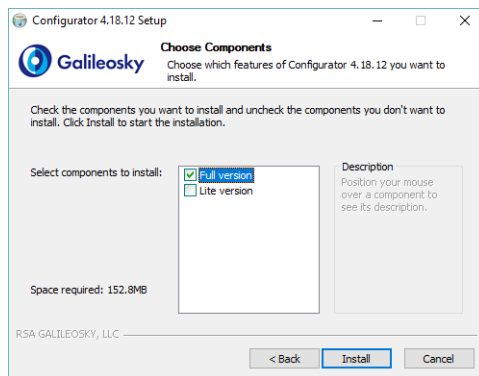 Configurator 4.18.12 Setup
Galileosky
Choose Components
Choose which features of Configurator 4.18.12 you want to
install.
Check the components you want to install and uncheck the components you don't want to
install. Click Install to start the installation.
Select components to install:
Full version
Lite version
Description
Position your mouse
over a component to
see its description.
Space required: 152.8MB
RSA GALILEOSKY, LLC
< Back
Install
Cancel